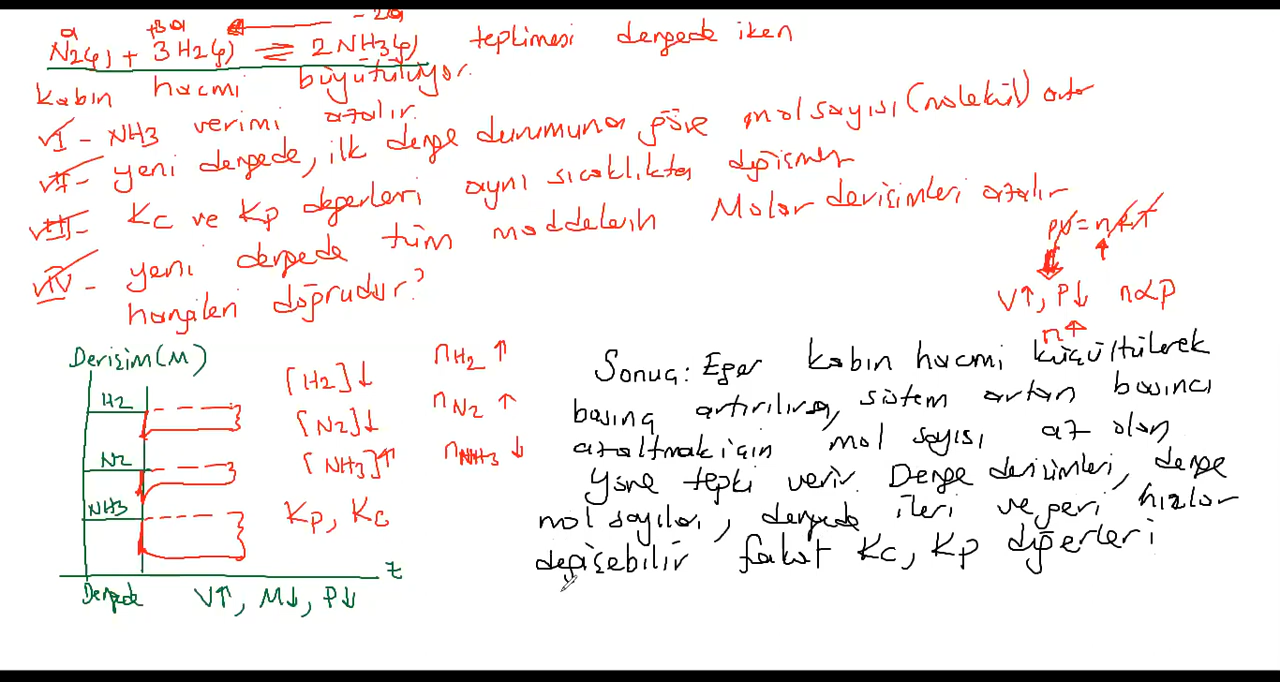 a +3a -2a
N2(g) + 3H2(g) ⇌ 2NH3(g) tepkimesi dengede iken
kabın hacmi büyütülüyor.
I- NH3 verimi azalır.
II- yeni dengede, ilk denge durumuna göre mol sayısı (molekül) artar
III- Kc ve Kp değerleri aynı sıcaklıkta değişmez
IV- yeni dengede tüm maddelerin Molar derişimleri azalır
hangileri doğrudur?
PV = nRT
V↑, P↓ n∝P
n↑
Derişim(M)
H2
N2
NH3
Dengede
t
V↑, M↓, P↓
[H2]↓ nH2 ↑
[N2]↓ nN2 ↑
[NH3]↑ nNH3 ↓
Kp, Kc
Sonuç: Eğer kabın hacmi küçültülerek
basınç artırılırsa, sistem artan basıncı
azaltmak için mol sayısı az olan
yöne tepki verir. Denge derişimleri, denge
mol sayıları, dengede ileri ve geri hızlar
değişebilir fakat Kc, Kp diğerleri